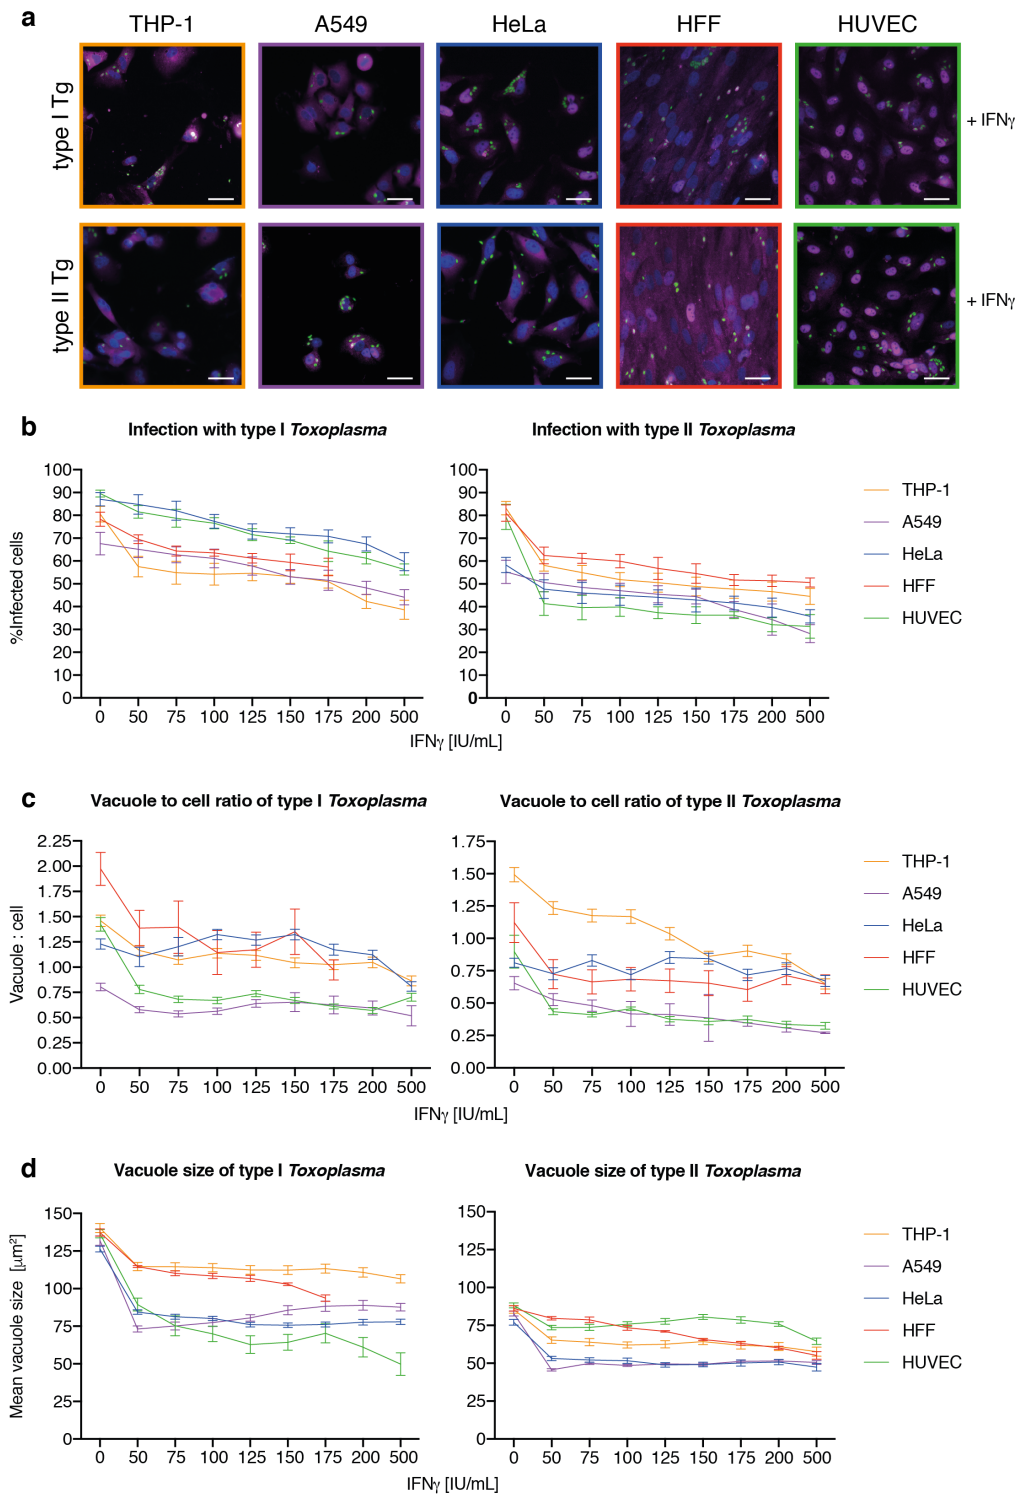 a
THP-1 A549 HeLa HFF HUVEC
type I Tg
+ IFNγ
type II Tg
+ IFNγ
b
Infection with type I Toxoplasma
Infection with type II Toxoplasma
%Infected cells
100
90
80
70
60
50
40
30
20
10
0
0 50 75 100 125 150 175 200 500
100
90
80
70
60
50
40
30
20
10
0
0 50 75 100 125 150 175 200 500
IFNγ [IU/mL]
THP-1
A549
HeLa
HFF
HUVEC
c
Vacuole to cell ratio of type I Toxoplasma
Vacuole to cell ratio of type II Toxoplasma
Vacuole : cell
2.25
2.00
1.75
1.50
1.25
1.00
0.75
0.50
0.25
0.00
0 50 75 100 125 150 175 200 500
1.75
1.50
1.25
1.00
0.75
0.50
0.25
0.00
0 50 75 100 125 150 175 200 500
IFNγ [IU/mL]
THP-1
A549
HeLa
HFF
HUVEC
d
Vacuole size of type I Toxoplasma
Vacuole size of type II Toxoplasma
Mean vacuole size [μm²]
150
125
100
75
50
25
0
0 50 75 100 125 150 175 200 500
150
125
100
75
50
25
0
0 50 75 100 125 150 175 200 500
IFNγ [IU/mL]
THP-1
A549
HeLa
HFF
HUVEC